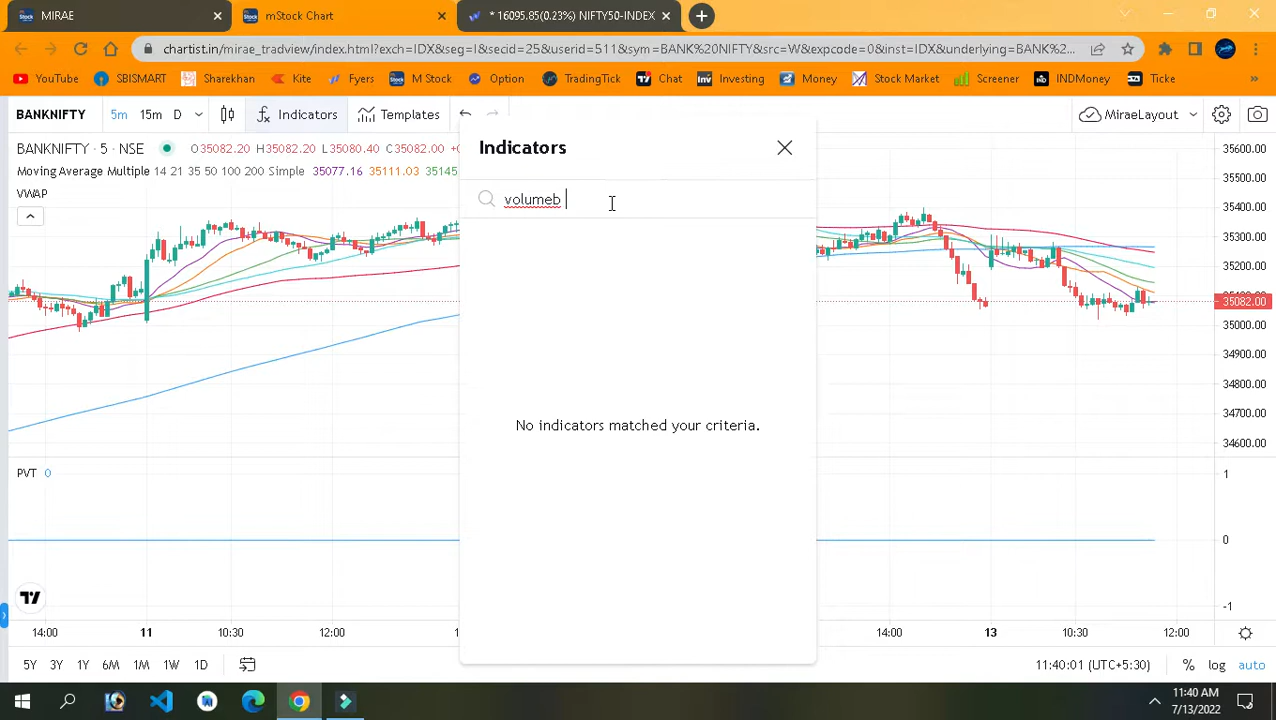 MIRAE
mStock Chart
* 16095.85(0.23%) NIFTY50-INDEX
chartist.in/mirae_tradview/index.html?exch=IDX&seg=I&secid=25&userid=511&sym=BANK%20NIFTY&src=W&expcode=0&inst=IDX&underlying=BANK%2...
YouTube SBISMART Sharekhan Kite Fyers M Stock Option TradingTick Chat Investing Money Stock Market Screener INDMoney Ticke »
BANKNIFTY 5m 15m D Indicators Templates MiraeLayout
BANKNIFTY · 5 · NSE O35082.20 H35082.20 L35080.40 C35082.00
Moving Average Multiple 14 21 35 50 100 200 Simple 35077.16 35111.03 35145
VWAP
Indicators
volumeb
No indicators matched your criteria.
35600.00
35500.00
35400.00
35300.00
35200.00
35082.00
35000.00
34900.00
34800.00
34700.00
34600.00
PVT 0
1
0
-1
14:00 11 10:30 12:00 14:00 13 10:30 12:00
5Y 3Y 1Y 6M 1M 1W 1D 11:40:01 (UTC+5:30) % log auto
11:40 AM
7/13/2022